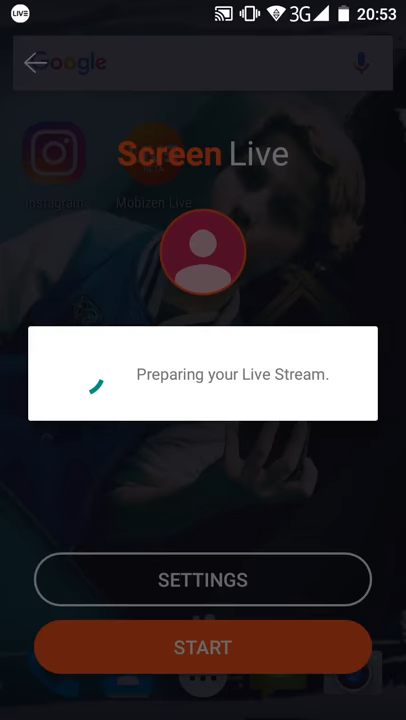 LIVE 3G 20:53
Google
Screen Live
Instagram Mobizen Live
Preparing your Live Stream.
SETTINGS
START